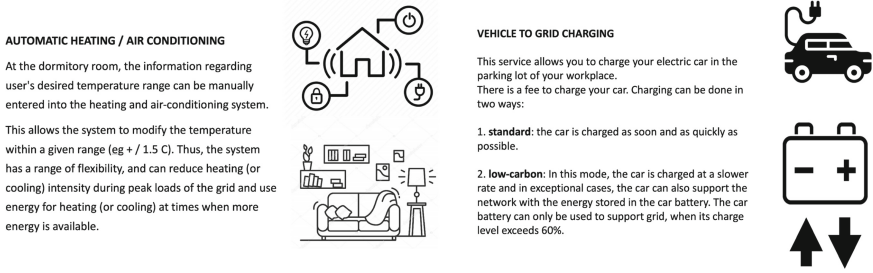 AUTOMATIC HEATING / AIR CONDITIONING
At the dormitory room, the information regarding
user's desired temperature range can be manually
entered into the heating and air-conditioning system.
This allows the system to modify the temperature
within a given range (eg + / 1.5 C). Thus, the system
has a range of flexibility, and can reduce heating (or
cooling) intensity during peak loads of the grid and use
energy for heating (or cooling) at times when more
energy is available.
VEHICLE TO GRID CHARGING
This service allows you to charge your electric car in the
parking lot of your workplace.
There is a fee to charge your car. Charging can be done in
two ways:
1. standard: the car is charged as soon and as quickly as
possible.
2. low-carbon: In this mode, the car is charged at a slower
rate and in exceptional cases, the car can also support the
network with the energy stored in the car battery. The car
battery can only be used to support grid, when its charge
level exceeds 60%.